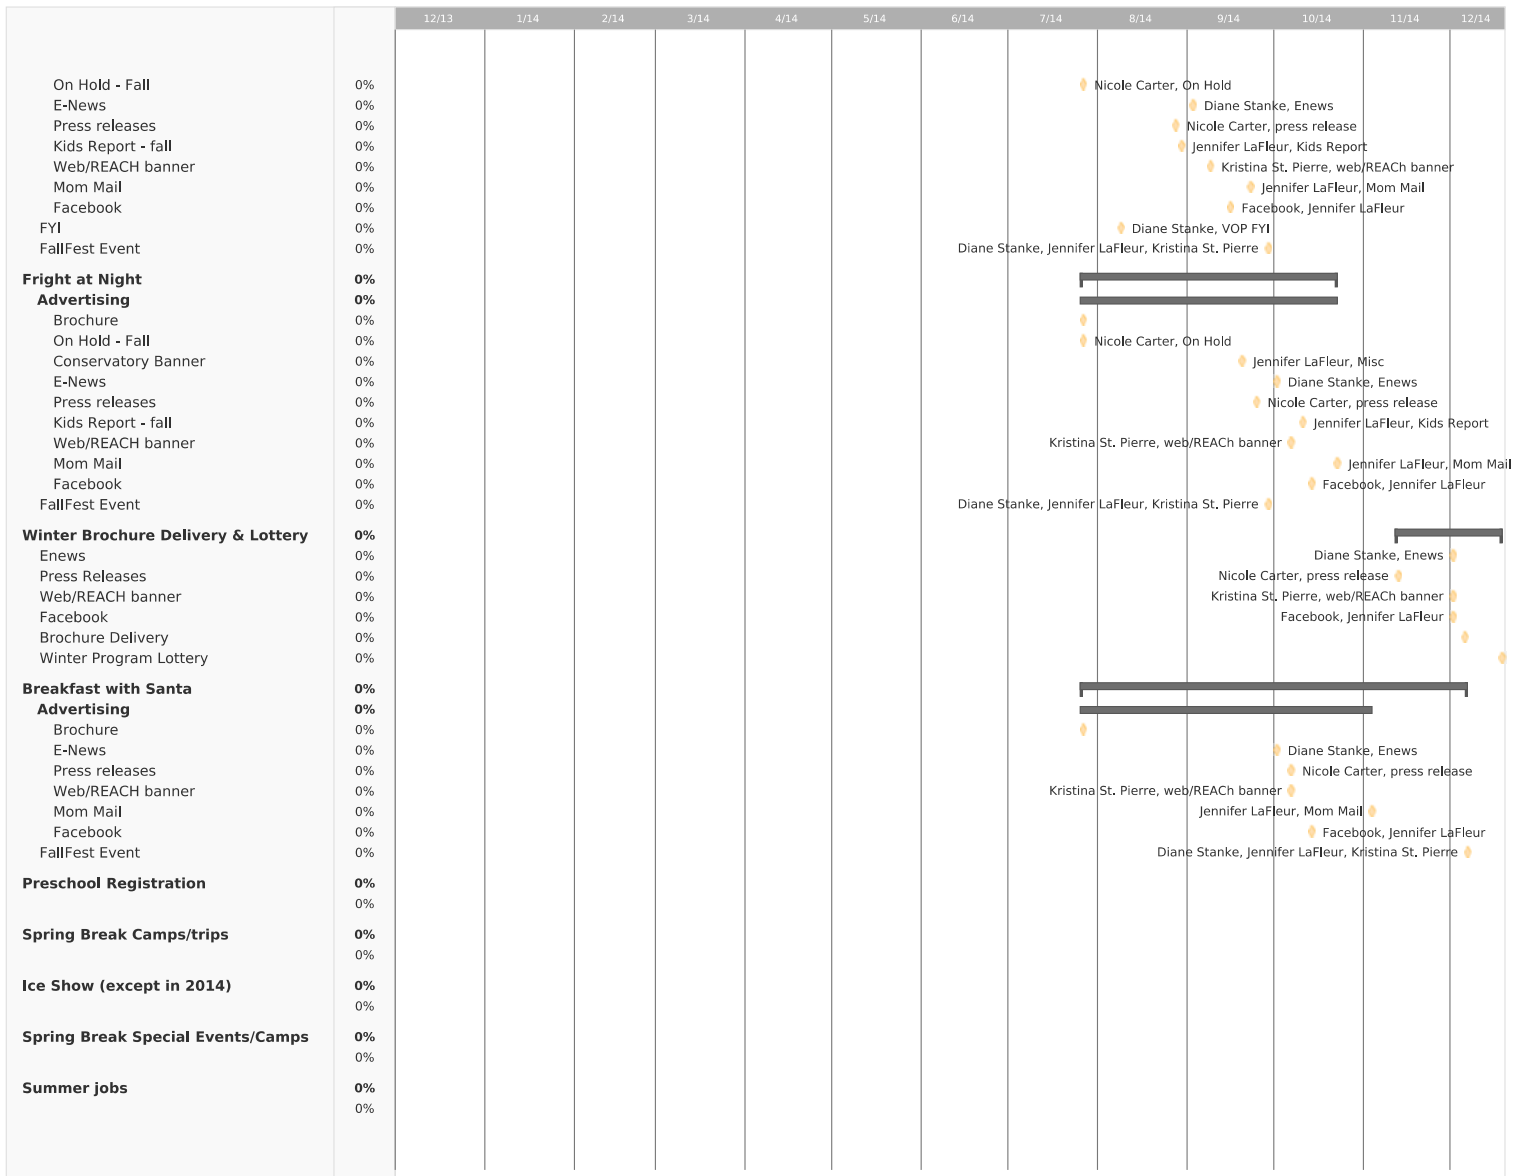 12/13 1/14 2/14 3/14 4/14 5/14 6/14 7/14 8/14 9/14 10/14 11/14 12/14
On Hold - Fall 0% Nicole Carter, On Hold
E-News 0% Diane Stanke, Enews
Press releases 0% Nicole Carter, press release
Kids Report - fall 0% Jennifer LaFleur, Kids Report
Web/REACH banner 0% Kristina St. Pierre, web/REACh banner
Mom Mail 0% Jennifer LaFleur, Mom Mail
Facebook 0% Facebook, Jennifer LaFleur
FYI 0% Diane Stanke, VOP FYI
FallFest Event 0% Diane Stanke, Jennifer LaFleur, Kristina St. Pierre
Fright at Night 0%
Advertising 0%
Brochure 0%
On Hold - Fall 0% Nicole Carter, On Hold
Conservatory Banner 0% Jennifer LaFleur, Misc
E-News 0% Diane Stanke, Enews
Press releases 0% Nicole Carter, press release
Kids Report - fall 0% Jennifer LaFleur, Kids Report
Web/REACH banner 0% Kristina St. Pierre, web/REACh banner
Mom Mail 0% Jennifer LaFleur, Mom Mail
Facebook 0% Facebook, Jennifer LaFleur
FallFest Event 0% Diane Stanke, Jennifer LaFleur, Kristina St. Pierre
Winter Brochure Delivery & Lottery 0%
Enews 0% Diane Stanke, Enews
Press Releases 0% Nicole Carter, press release
Web/REACH banner 0% Kristina St. Pierre, web/REACh banner
Facebook 0% Facebook, Jennifer LaFleur
Brochure Delivery 0%
Winter Program Lottery 0%
Breakfast with Santa 0%
Advertising 0%
Brochure 0%
E-News 0% Diane Stanke, Enews
Press releases 0% Nicole Carter, press release
Web/REACH banner 0% Kristina St. Pierre, web/REACh banner
Mom Mail 0% Jennifer LaFleur, Mom Mail
Facebook 0% Facebook, Jennifer LaFleur
FallFest Event 0% Diane Stanke, Jennifer LaFleur, Kristina St. Pierre
Preschool Registration 0%
0%
Spring Break Camps/trips 0%
0%
Ice Show (except in 2014) 0%
0%
Spring Break Special Events/Camps 0%
0%
Summer jobs 0%
0%